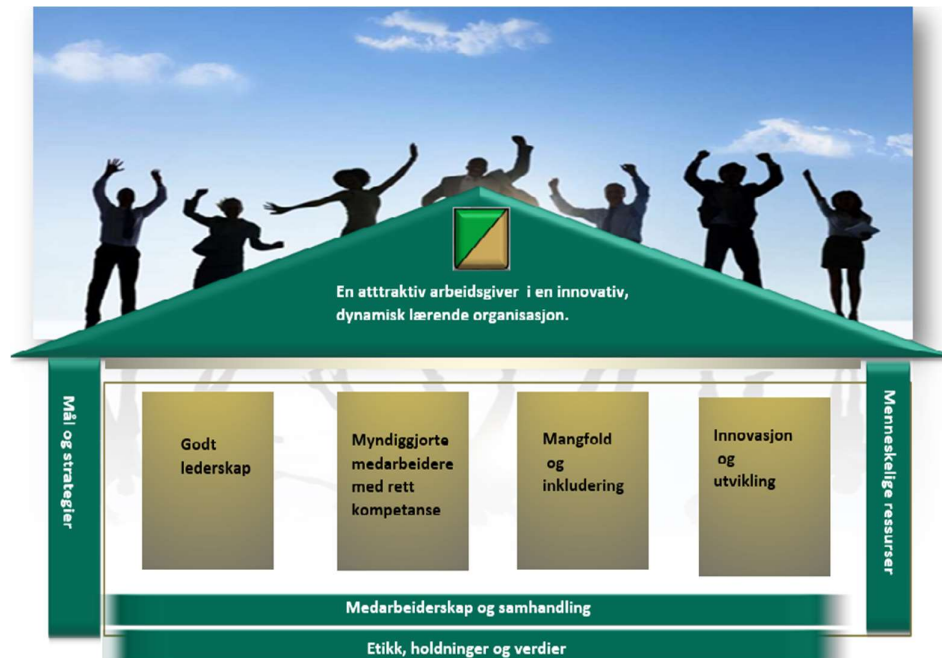 En atttraktiv arbeidsgiver i en innovativ,
dynamisk lærende organisasjon.
Mål og strategier
Godt
lederskap
Myndiggjorte
medarbeidere
med rett
kompetanse
Mangfold
og
inkludering
Innovasjon
og
utvikling
Menneskelige ressurser
Medarbeiderskap og samhandling
Etikk, holdninger og verdier